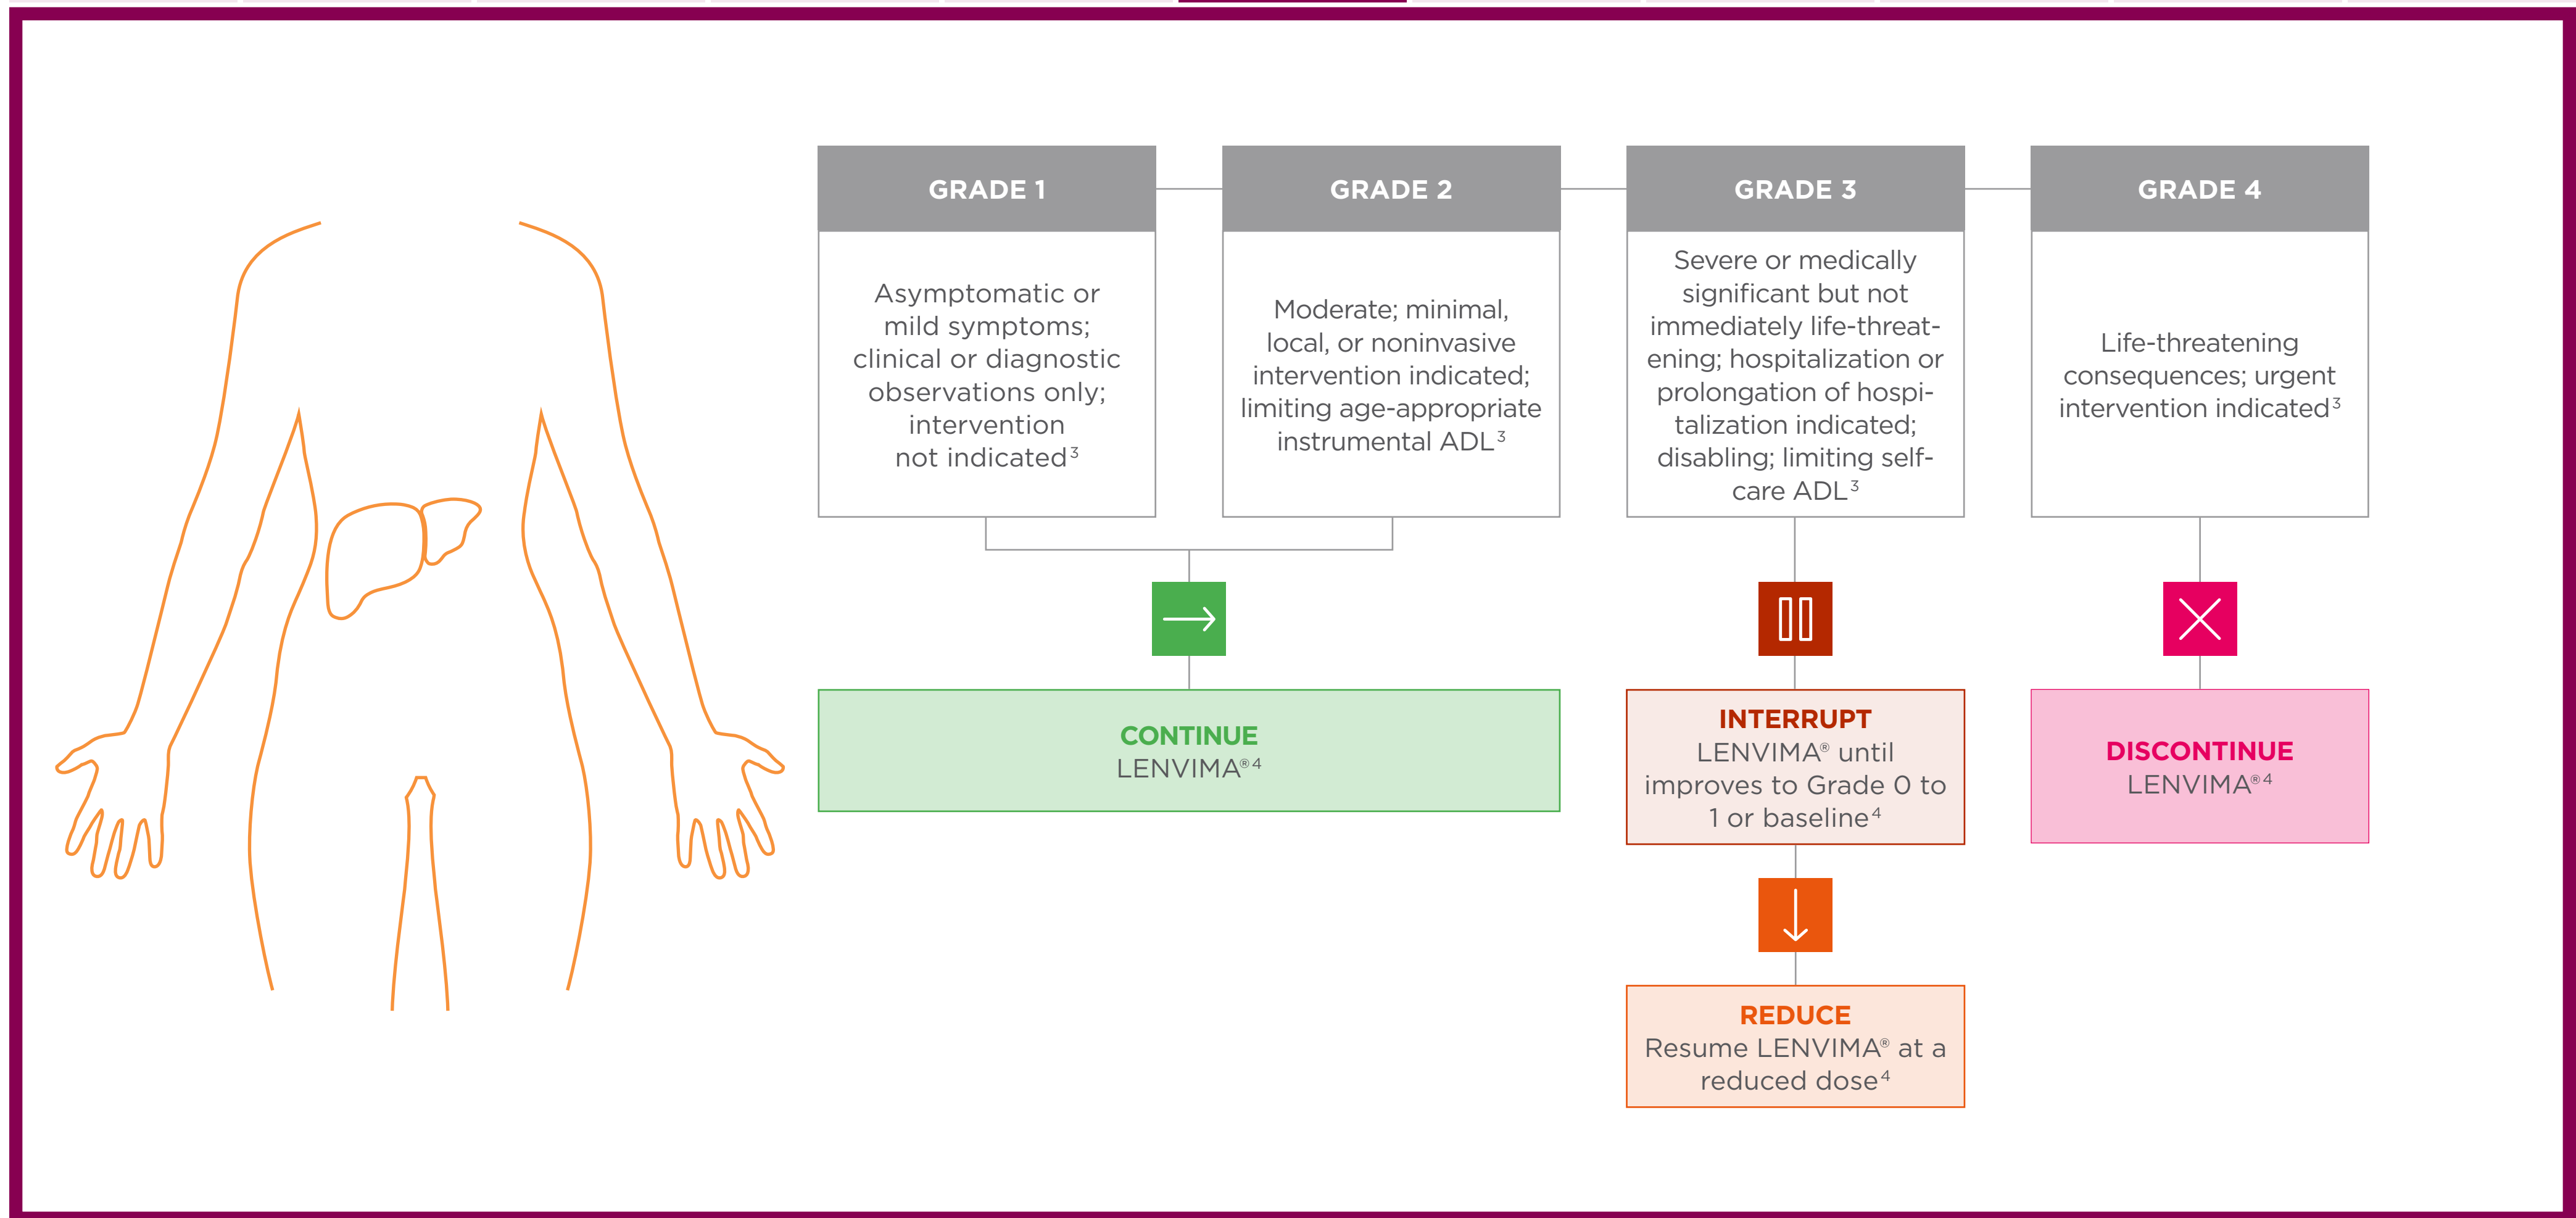 GRADE 1
Asymptomatic or
mild symptoms;
clinical or diagnostic
observations only;
intervention
not indicated³
GRADE 2
Moderate; minimal,
local, or noninvasive
intervention indicated;
limiting age-appropriate
instrumental ADL³
GRADE 3
Severe or medically
significant but not
immediately life-threat-
ening; hospitalization or
prolongation of hospi-
talization indicated;
disabling; limiting self-
care ADL³
GRADE 4
Life-threatening
consequences; urgent
intervention indicated³
CONTINUE
LENVIMA®⁴
INTERRUPT
LENVIMA® until
improves to Grade 0 to
1 or baseline⁴
DISCONTINUE
LENVIMA®⁴
REDUCE
Resume LENVIMA® at a
reduced dose⁴